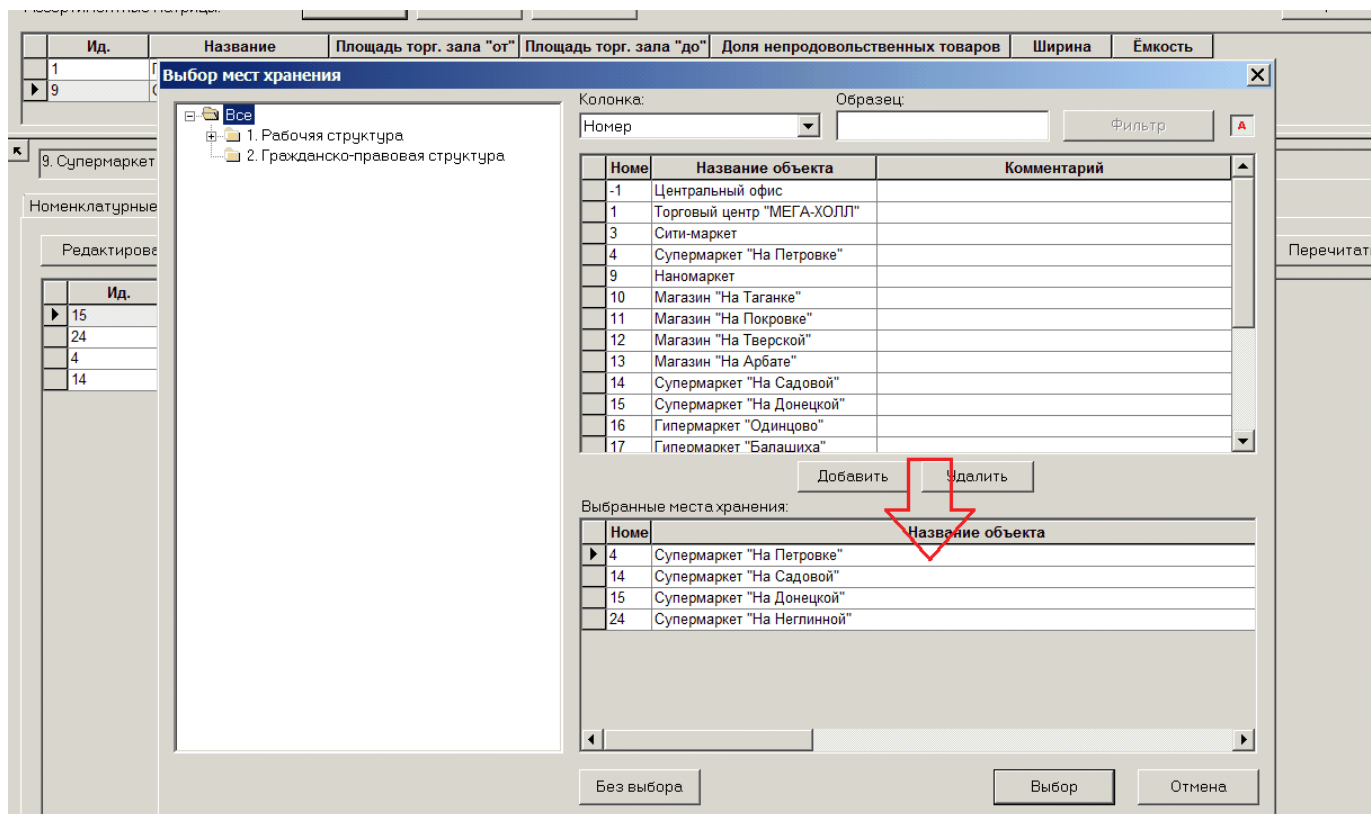 Ассортиментные матрицы:
Ид. Название Площадь торг. зала "от" Площадь торг. зала "до" Доля непродовольственных товаров Ширина Ёмкость
1
9
Выбор мест хранения
Все
1. Рабочая структура
2. Гражданско-правовая структура
Колонка: Образец:
Номер Фильтр А
9. Супермаркет
Номенклатурные
Редактирова
Перечитат
Ид.
15
24
4
14
Номе Название объекта Комментарий
-1 Центральный офис
1 Торговый центр "МЕГА-ХОЛЛ"
3 Сити-маркет
4 Супермаркет "На Петровке"
9 Наномаркет
10 Магазин "На Таганке"
11 Магазин "На Покровке"
12 Магазин "На Тверской"
13 Магазин "На Арбате"
14 Супермаркет "На Садовой"
15 Супермаркет "На Донецкой"
16 Гипермаркет "Одинцово"
17 Гипермаркет "Балашиха"
Добавить Удалить
Выбранные места хранения:
Номе Название объекта
4 Супермаркет "На Петровке"
14 Супермаркет "На Садовой"
15 Супермаркет "На Донецкой"
24 Супермаркет "На Неглинной"
Без выбора Выбор Отмена